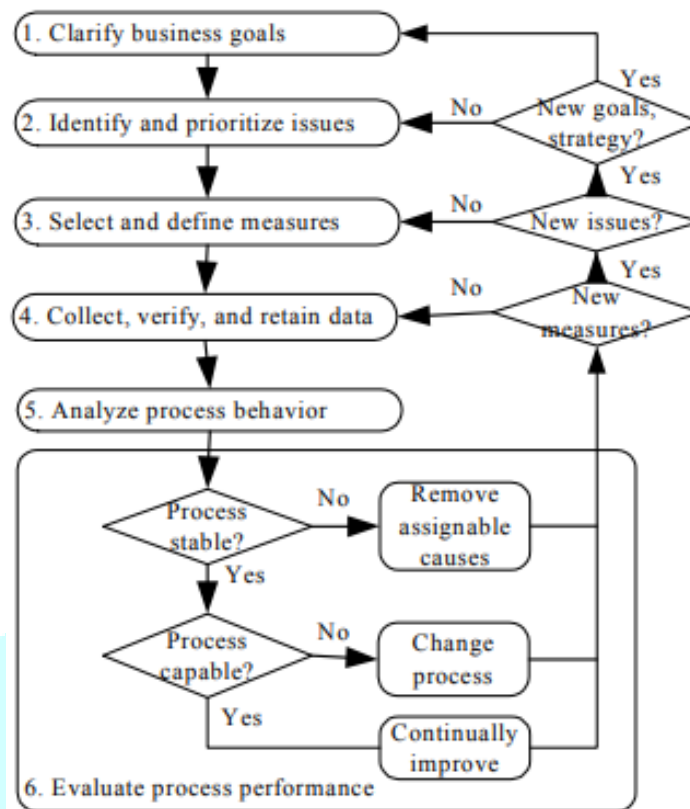 1. Clarify business goals
Yes
No
New goals,
strategy?
2. Identify and prioritize issues
Yes
No
New issues?
3. Select and define measures
Yes
No
New
measures?
4. Collect, verify, and retain data
5. Analyze process behavior
Process
stable?
No
Remove
assignable
causes
Yes
Process
capable?
No
Change
process
Yes
Continually
improve
6. Evaluate process performance